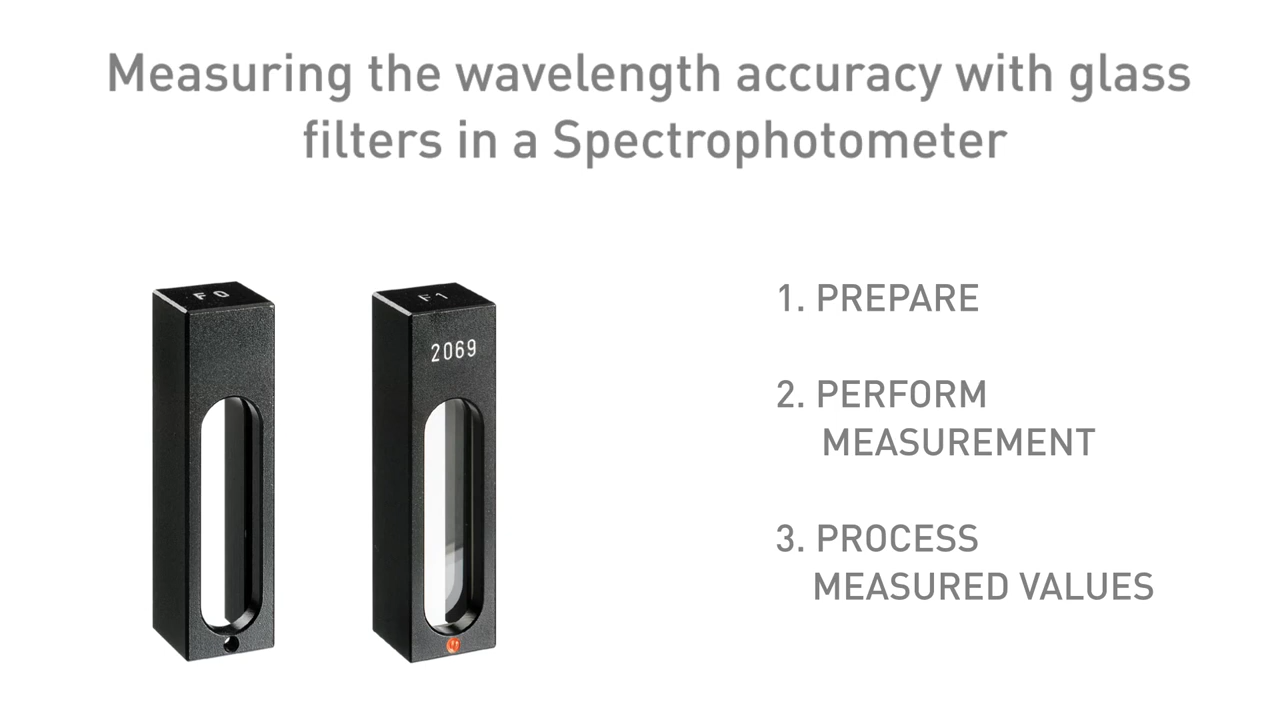 Measuring the wavelength accuracy with glass
filters in a Spectrophotometer
F0
F1
2069
1. PREPARE
2. PERFORM
MEASUREMENT
3. PROCESS
MEASURED VALUES